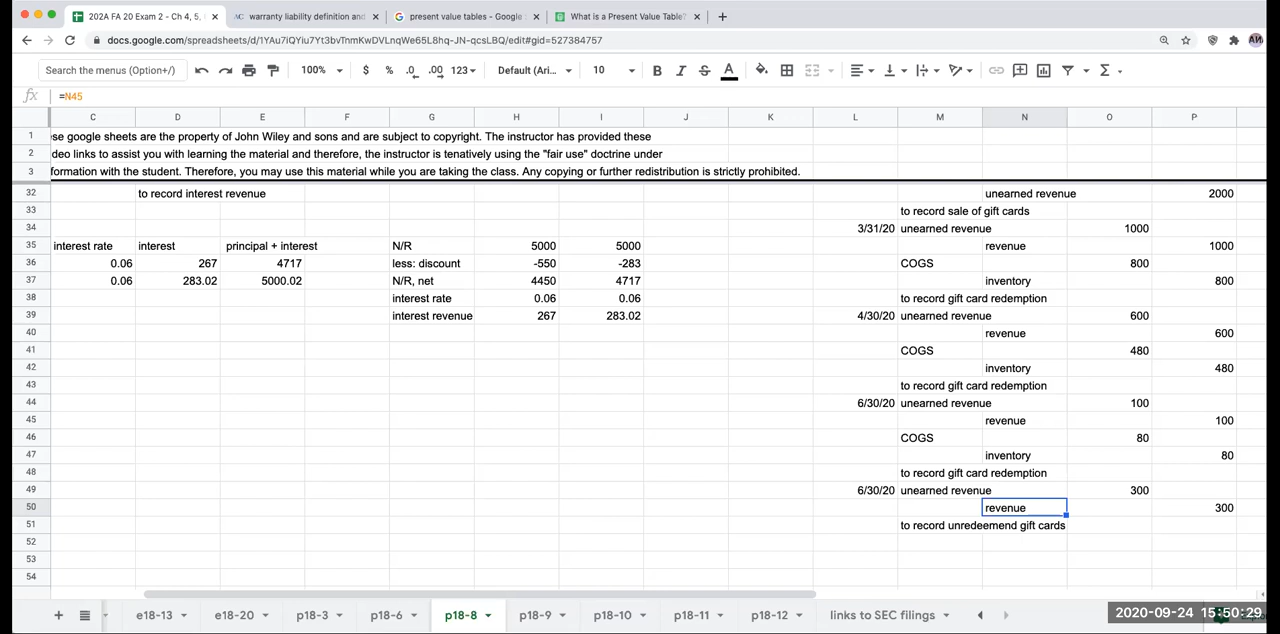 202A FA 20 Exam 2 - Ch 4, 5, warranty liability definition and present value tables - Google What is a Present Value Table?
docs.google.com/spreadsheets/d/1YAu7iQYiu7Yt3bvTnmKwDVLnqWe65L8hq-JN-qcsLBQ/edit#gid=527384757
Search the menus (Option+/) 100% $ % .0 .00 123 Default (Ari... 10 B I S A
fx =N45
C D E F G H I J K L M N O P
1 se google sheets are the property of John Wiley and sons and are subject to copyright. The instructor has provided these
2 deo links to assist you with learning the material and therefore, the instructor is tenatively using the "fair use" doctrine under
3 formation with the student. Therefore, you may use this material while you are taking the class. Any copying or further redistribution is strictly prohibited.
32 to record interest revenue unearned revenue 2000
33 to record sale of gift cards
34 3/31/20 unearned revenue 1000
35 interest rate interest principal + interest N/R 5000 5000 revenue 1000
36 0.06 267 4717 less: discount -550 -283 COGS 800
37 0.06 283.02 5000.02 N/R, net 4450 4717 inventory 800
38 interest rate 0.06 0.06 to record gift card redemption
39 interest revenue 267 283.02 4/30/20 unearned revenue 600
40 revenue 600
41 COGS 480
42 inventory 480
43 to record gift card redemption
44 6/30/20 unearned revenue 100
45 revenue 100
46 COGS 80
47 inventory 80
48 to record gift card redemption
49 6/30/20 unearned revenue 300
50 revenue 300
51 to record unredeemend gift cards
52
53
54
e18-13 e18-20 p18-3 p18-6 p18-8 p18-9 p18-10 p18-11 p18-12 links to SEC filings
2020-09-24 15:50:29